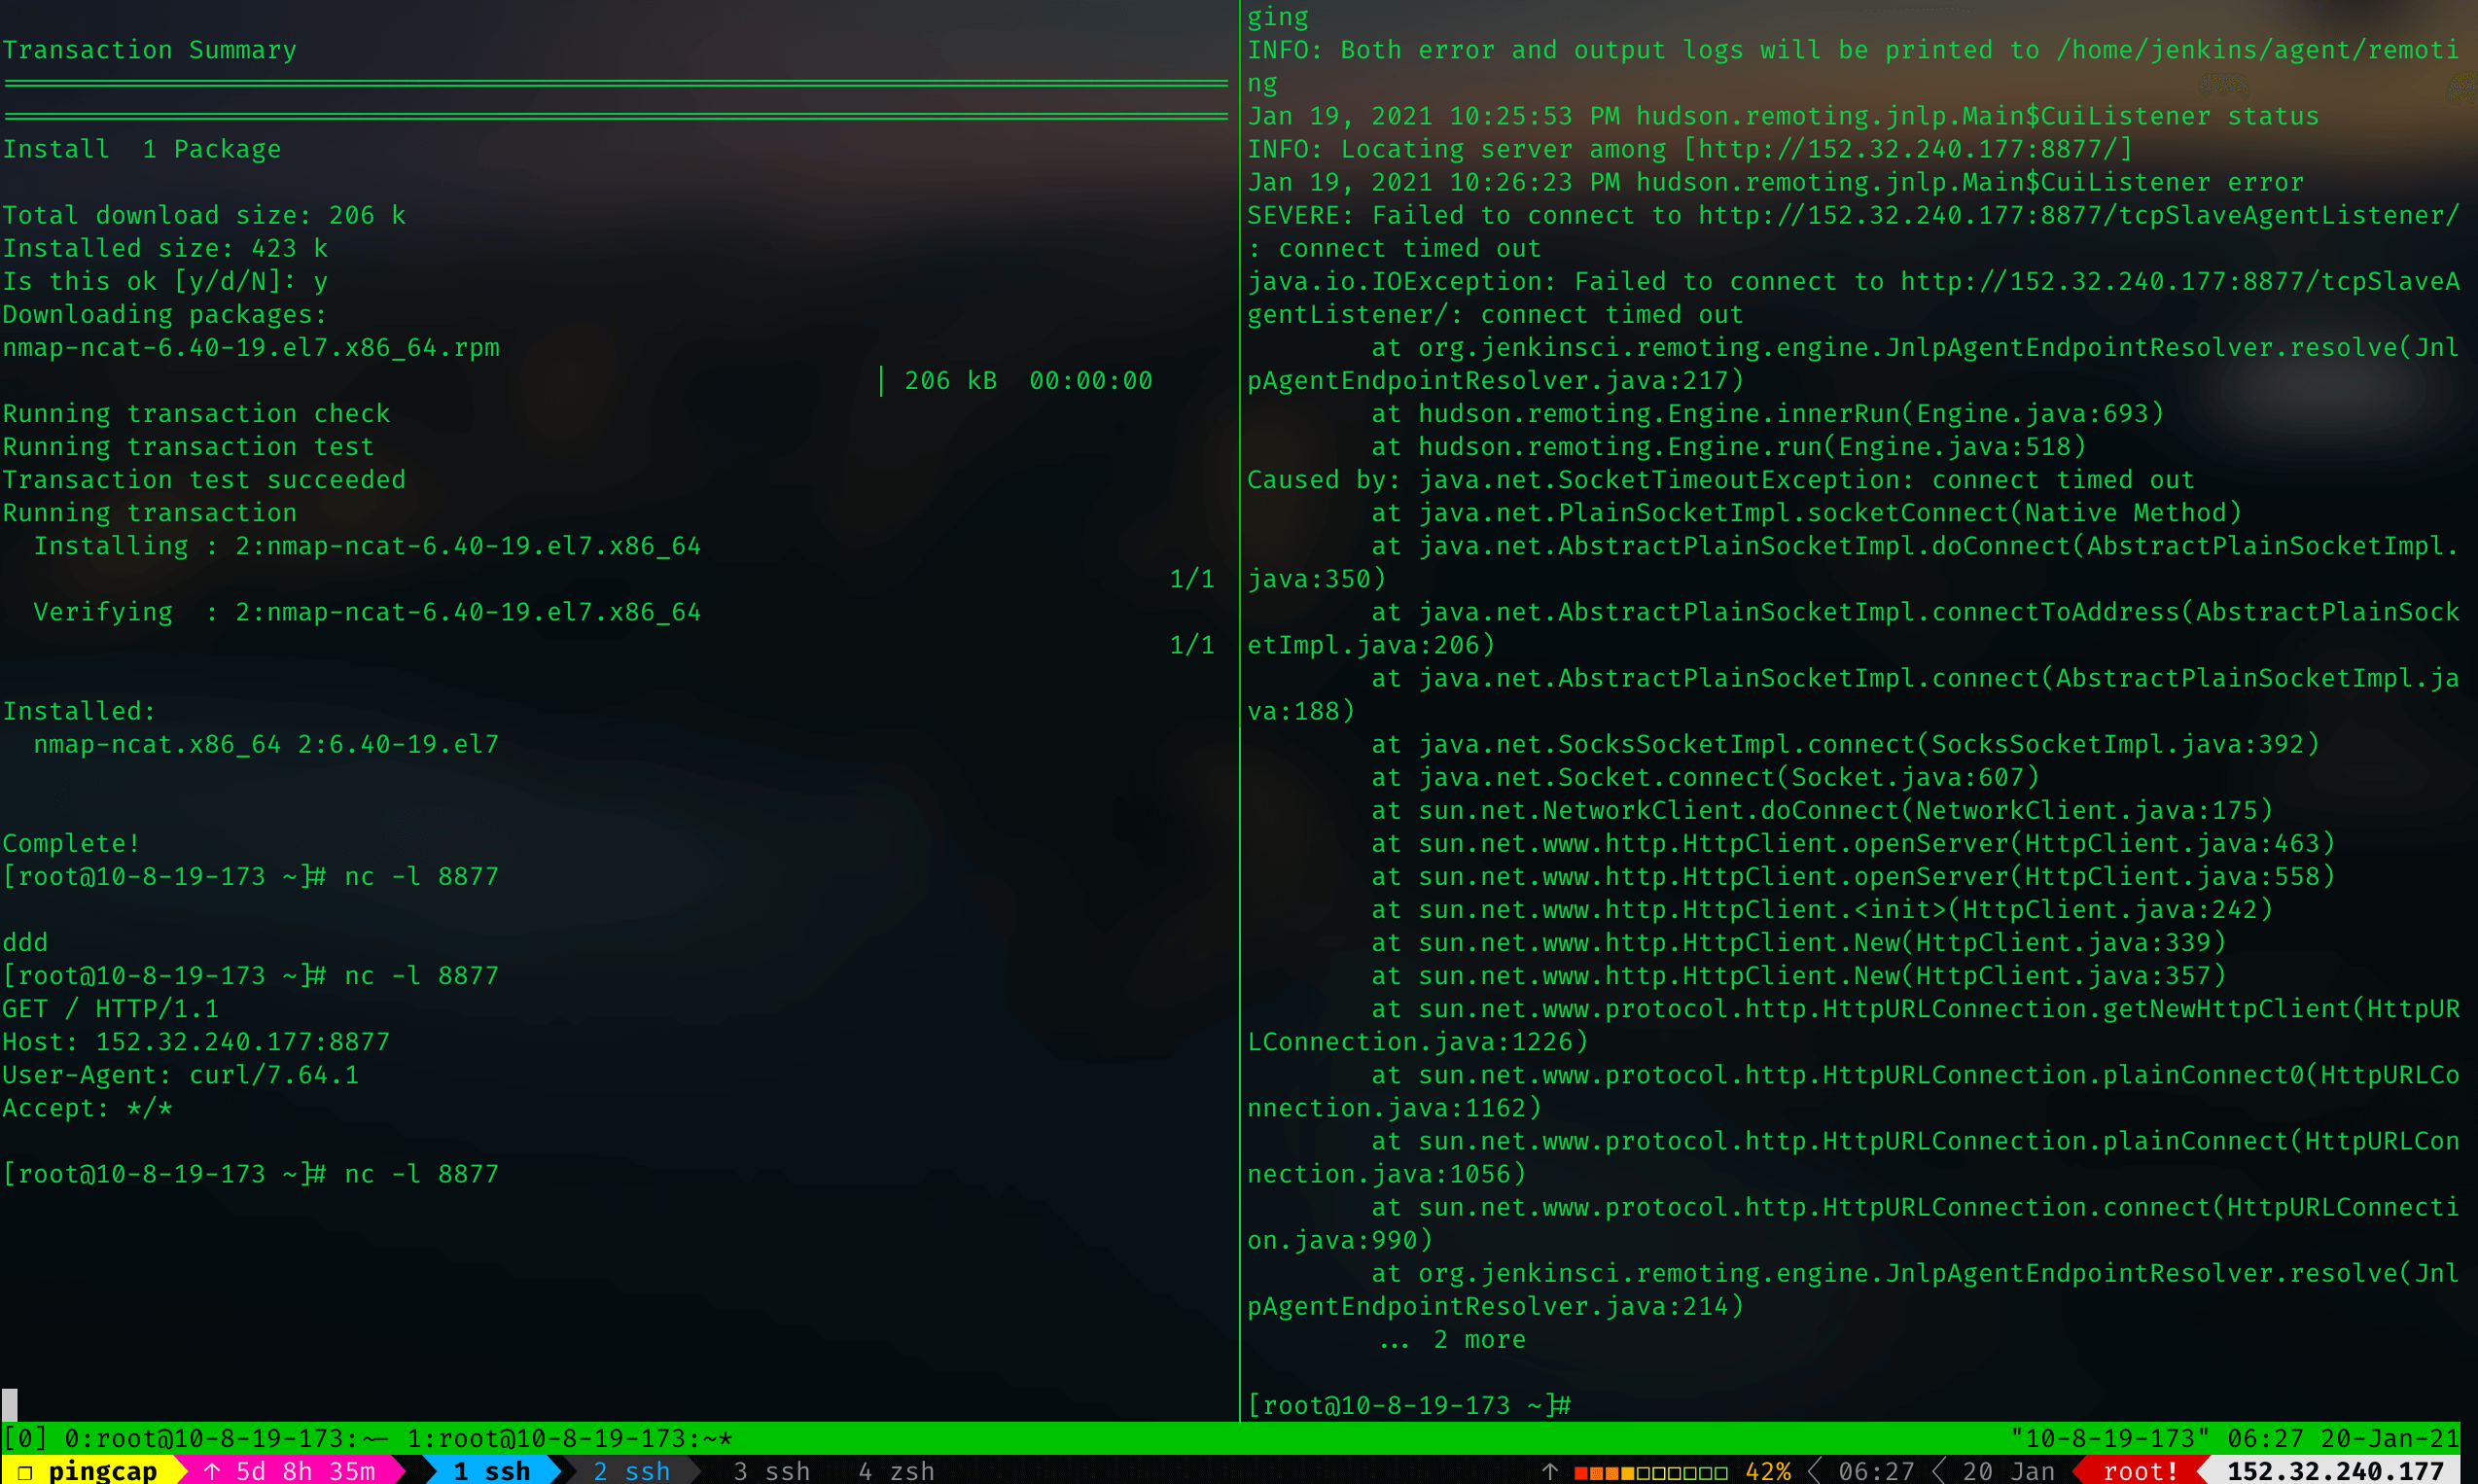 Transaction Summary
Install  1 Package
Total download size: 206 k
Installed size: 423 k
Is this ok [y/d/N]: y
Downloading packages:
nmap-ncat-6.40-19.el7.x86_64.rpm
| 206 kB  00:00:00
Running transaction check
Running transaction test
Transaction test succeeded
Running transaction
  Installing : 2:nmap-ncat-6.40-19.el7.x86_64
1/1
  Verifying  : 2:nmap-ncat-6.40-19.el7.x86_64
1/1
Installed:
  nmap-ncat.x86_64 2:6.40-19.el7
Complete!
[root@10-8-19-173 ~]# nc -l 8877
ddd
[root@10-8-19-173 ~]# nc -l 8877
GET / HTTP/1.1
Host: 152.32.240.177:8877
User-Agent: curl/7.64.1
Accept: */*
[root@10-8-19-173 ~]# nc -l 8877
ging
INFO: Both error and output logs will be printed to /home/jenkins/agent/remoti
ng
Jan 19, 2021 10:25:53 PM hudson.remoting.jnlp.Main$CuiListener status
INFO: Locating server among [http://152.32.240.177:8877/]
Jan 19, 2021 10:26:23 PM hudson.remoting.jnlp.Main$CuiListener error
SEVERE: Failed to connect to http://152.32.240.177:8877/tcpSlaveAgentListener/
: connect timed out
java.io.IOException: Failed to connect to http://152.32.240.177:8877/tcpSlaveA
gentListener/: connect timed out
        at org.jenkinsci.remoting.engine.JnlpAgentEndpointResolver.resolve(Jnl
pAgentEndpointResolver.java:217)
        at hudson.remoting.Engine.innerRun(Engine.java:693)
        at hudson.remoting.Engine.run(Engine.java:518)
Caused by: java.net.SocketTimeoutException: connect timed out
        at java.net.PlainSocketImpl.socketConnect(Native Method)
        at java.net.AbstractPlainSocketImpl.doConnect(AbstractPlainSocketImpl.
java:350)
        at java.net.AbstractPlainSocketImpl.connectToAddress(AbstractPlainSock
etImpl.java:206)
        at java.net.AbstractPlainSocketImpl.connect(AbstractPlainSocketImpl.ja
va:188)
        at java.net.SocksSocketImpl.connect(SocksSocketImpl.java:392)
        at java.net.Socket.connect(Socket.java:607)
        at sun.net.NetworkClient.doConnect(NetworkClient.java:175)
        at sun.net.www.http.HttpClient.openServer(HttpClient.java:463)
        at sun.net.www.http.HttpClient.openServer(HttpClient.java:558)
        at sun.net.www.http.HttpClient.<init>(HttpClient.java:242)
        at sun.net.www.http.HttpClient.New(HttpClient.java:339)
        at sun.net.www.http.HttpClient.New(HttpClient.java:357)
        at sun.net.www.protocol.http.HttpURLConnection.getNewHttpClient(HttpUR
LConnection.java:1226)
        at sun.net.www.protocol.http.HttpURLConnection.plainConnect0(HttpURLCo
nnection.java:1162)
        at sun.net.www.protocol.http.HttpURLConnection.plainConnect(HttpURLCon
nection.java:1056)
        at sun.net.www.protocol.http.HttpURLConnection.connect(HttpURLConnecti
on.java:990)
        at org.jenkinsci.remoting.engine.JnlpAgentEndpointResolver.resolve(Jnl
pAgentEndpointResolver.java:214)
        ... 2 more
[root@10-8-19-173 ~]#
[0] 0:root@10-8-19-173:~- 1:root@10-8-19-173:~*    "10-8-19-173" 06:27 20-Jan-21
❐ pingcap  ↑ 5d 8h 35m  1 ssh  2 ssh  3 ssh  4 zsh  ↑ ■■■■□□□□□□ 42% < 06:27 < 20 Jan  root!  152.32.240.177